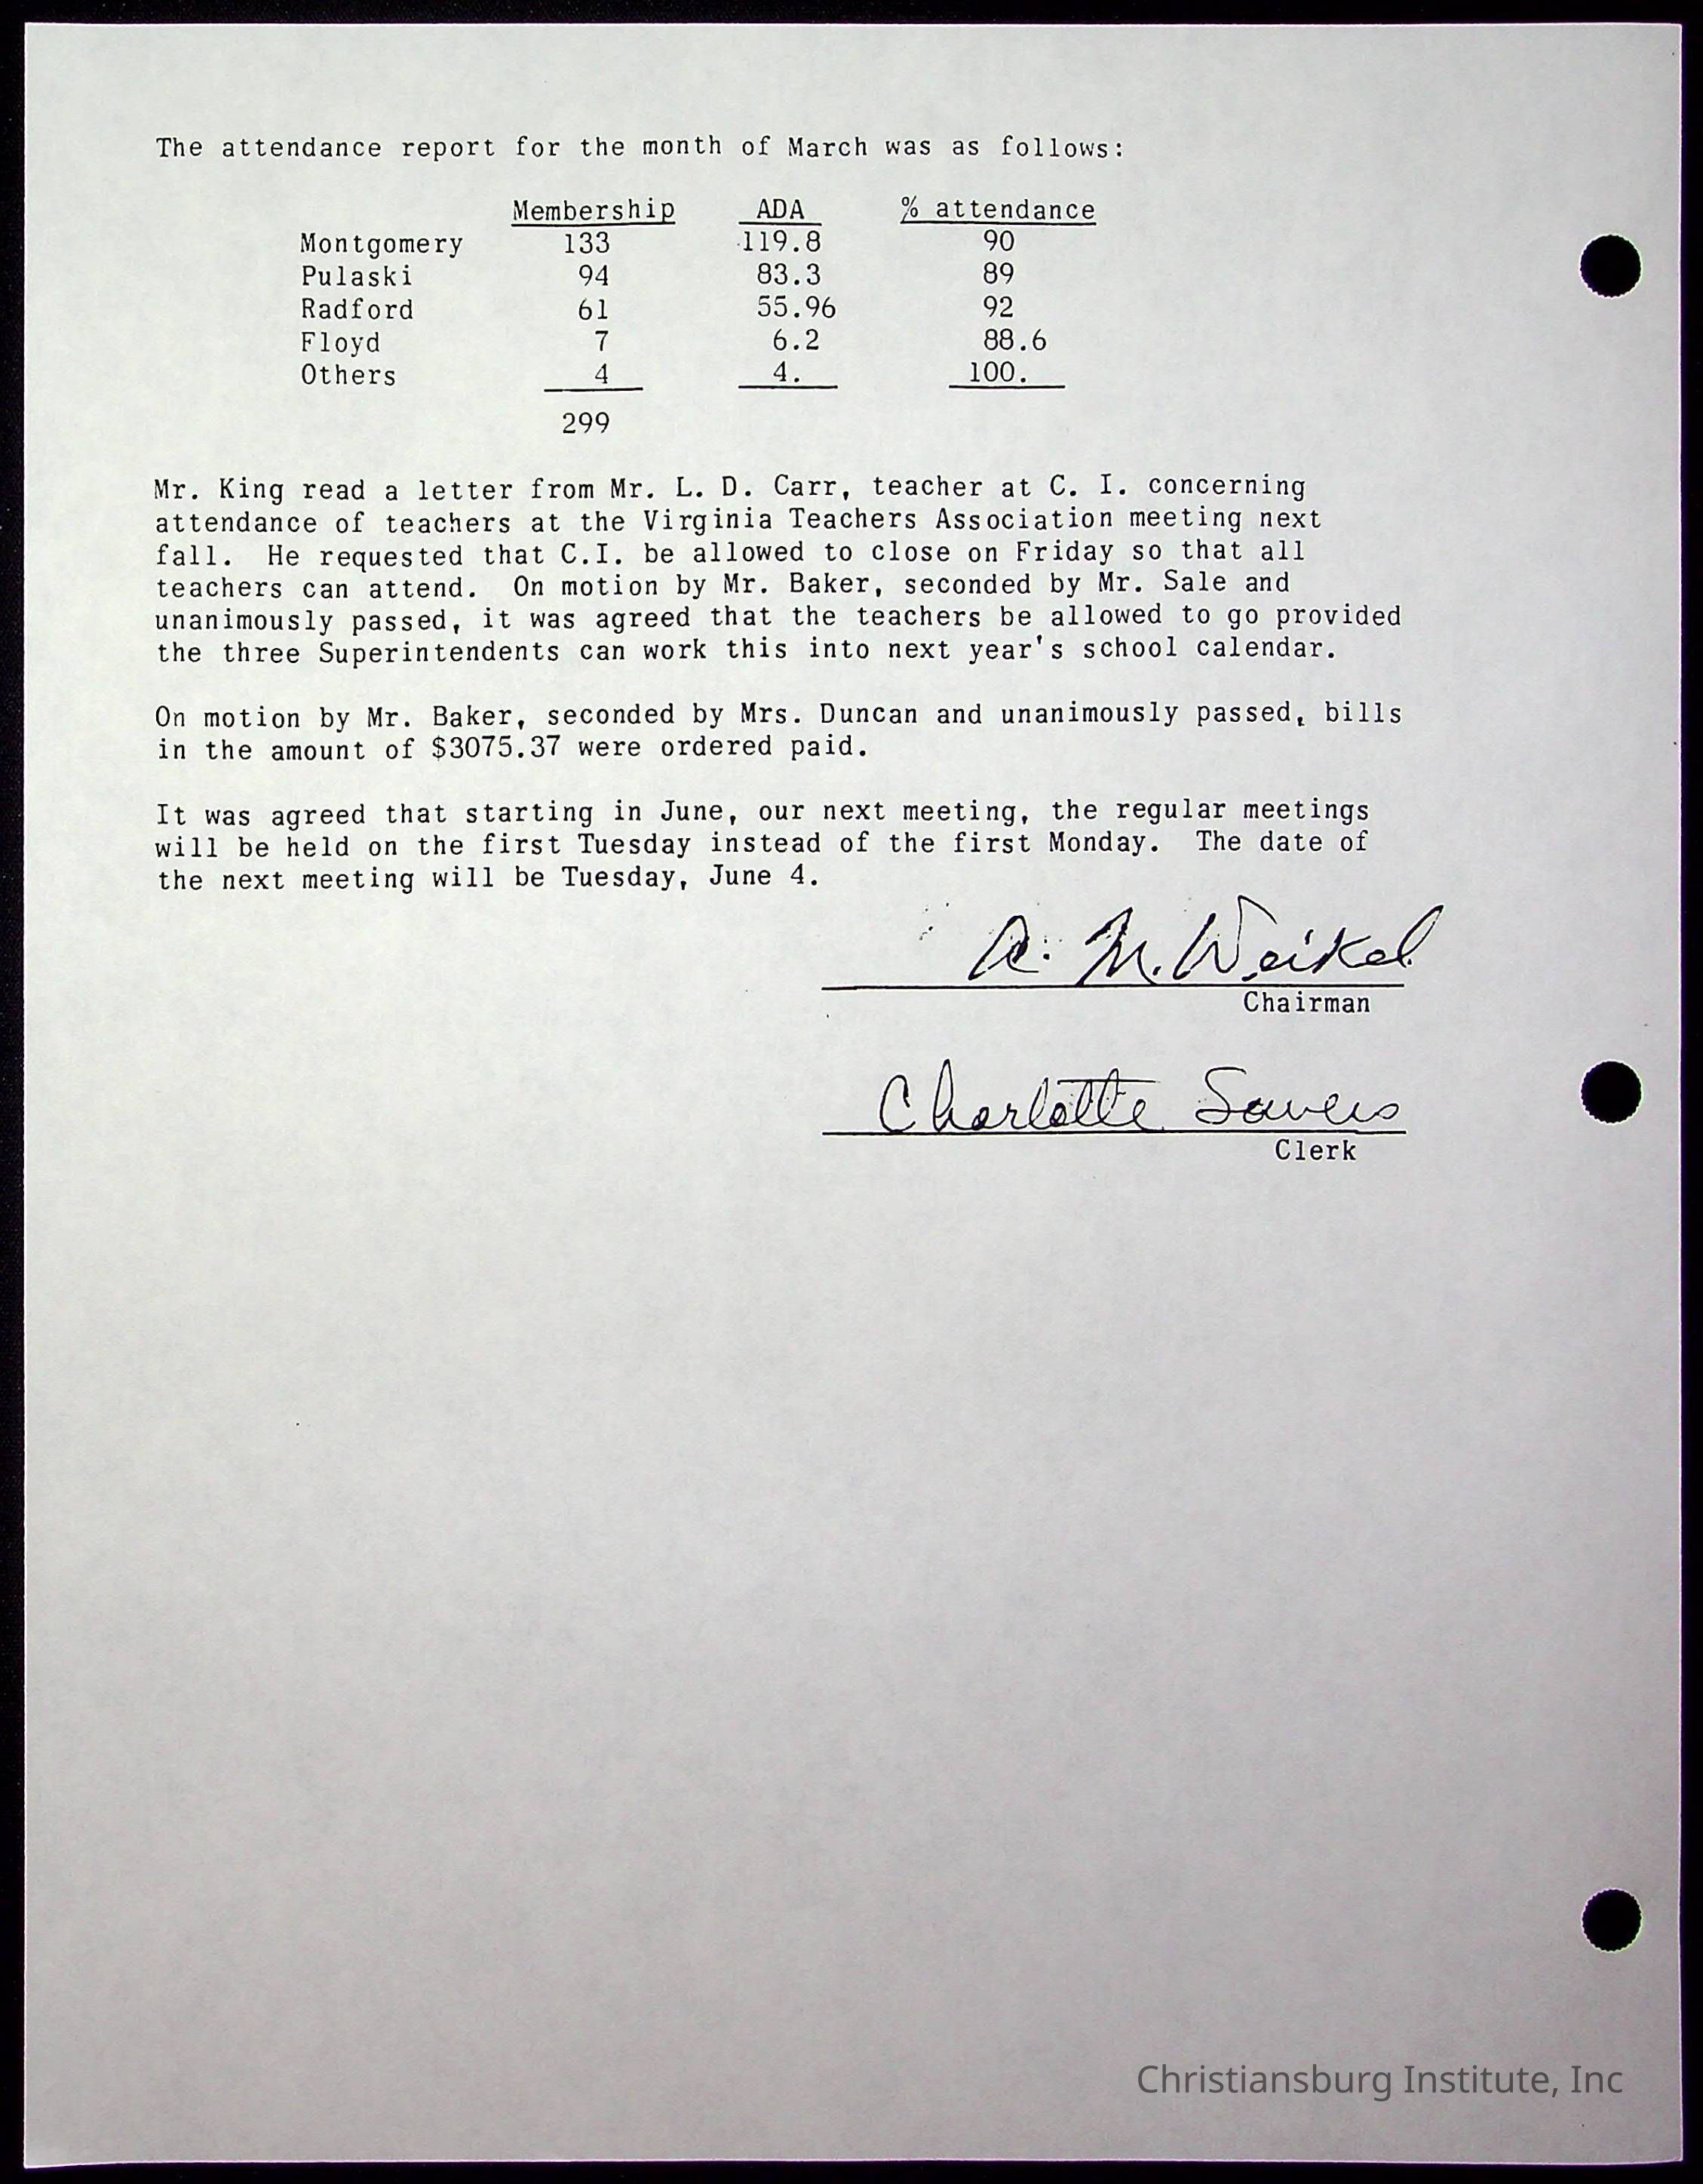 The attendance report for the month of March was as follows:
Membership ADA % attendance
Montgomery 133 119.8 90
Pulaski 94 83.3 89
Radford 61 55.96 92
Floyd 7 6.2 88.6
Others 4 4. 100.
299
Mr. King read a letter from Mr. L. D. Carr, teacher at C. I. concerning
attendance of teachers at the Virginia Teachers Association meeting next
fall. He requested that C.I. be allowed to close on Friday so that all
teachers can attend. On motion by Mr. Baker, seconded by Mr. Sale and
unanimously passed, it was agreed that the teachers be allowed to go provided
the three Superintendents can work this into next year's school calendar.
On motion by Mr. Baker, seconded by Mrs. Duncan and unanimously passed, bills
in the amount of $3075.37 were ordered paid.
It was agreed that starting in June, our next meeting, the regular meetings
will be held on the first Tuesday instead of the first Monday. The date of
the next meeting will be Tuesday, June 4.
R. M. Weikel
Chairman
Charlotte Sowers
Clerk
Christiansburg Institute, Inc